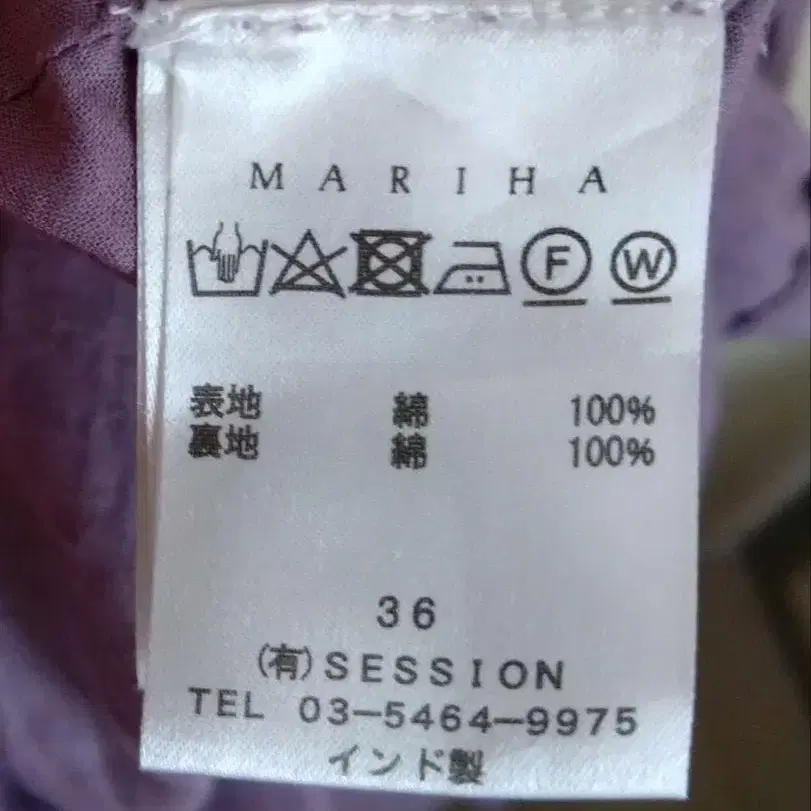 MARIHA
F W
表地 綿 100%
裏地 綿 100%
36
(有)SESSION
TEL 03-5464-9975
インド製